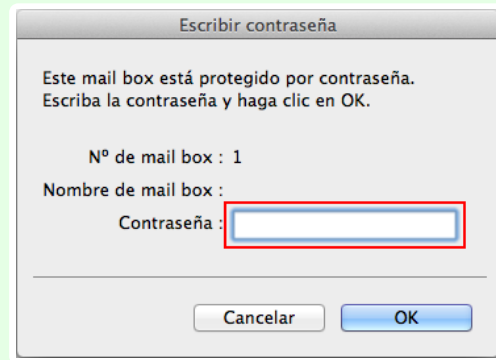 Escribir contraseña
Este mail box está protegido por contraseña.
Escriba la contraseña y haga clic en OK.
Nº de mail box : 1
Nombre de mail box :
Contraseña :
Cancelar OK